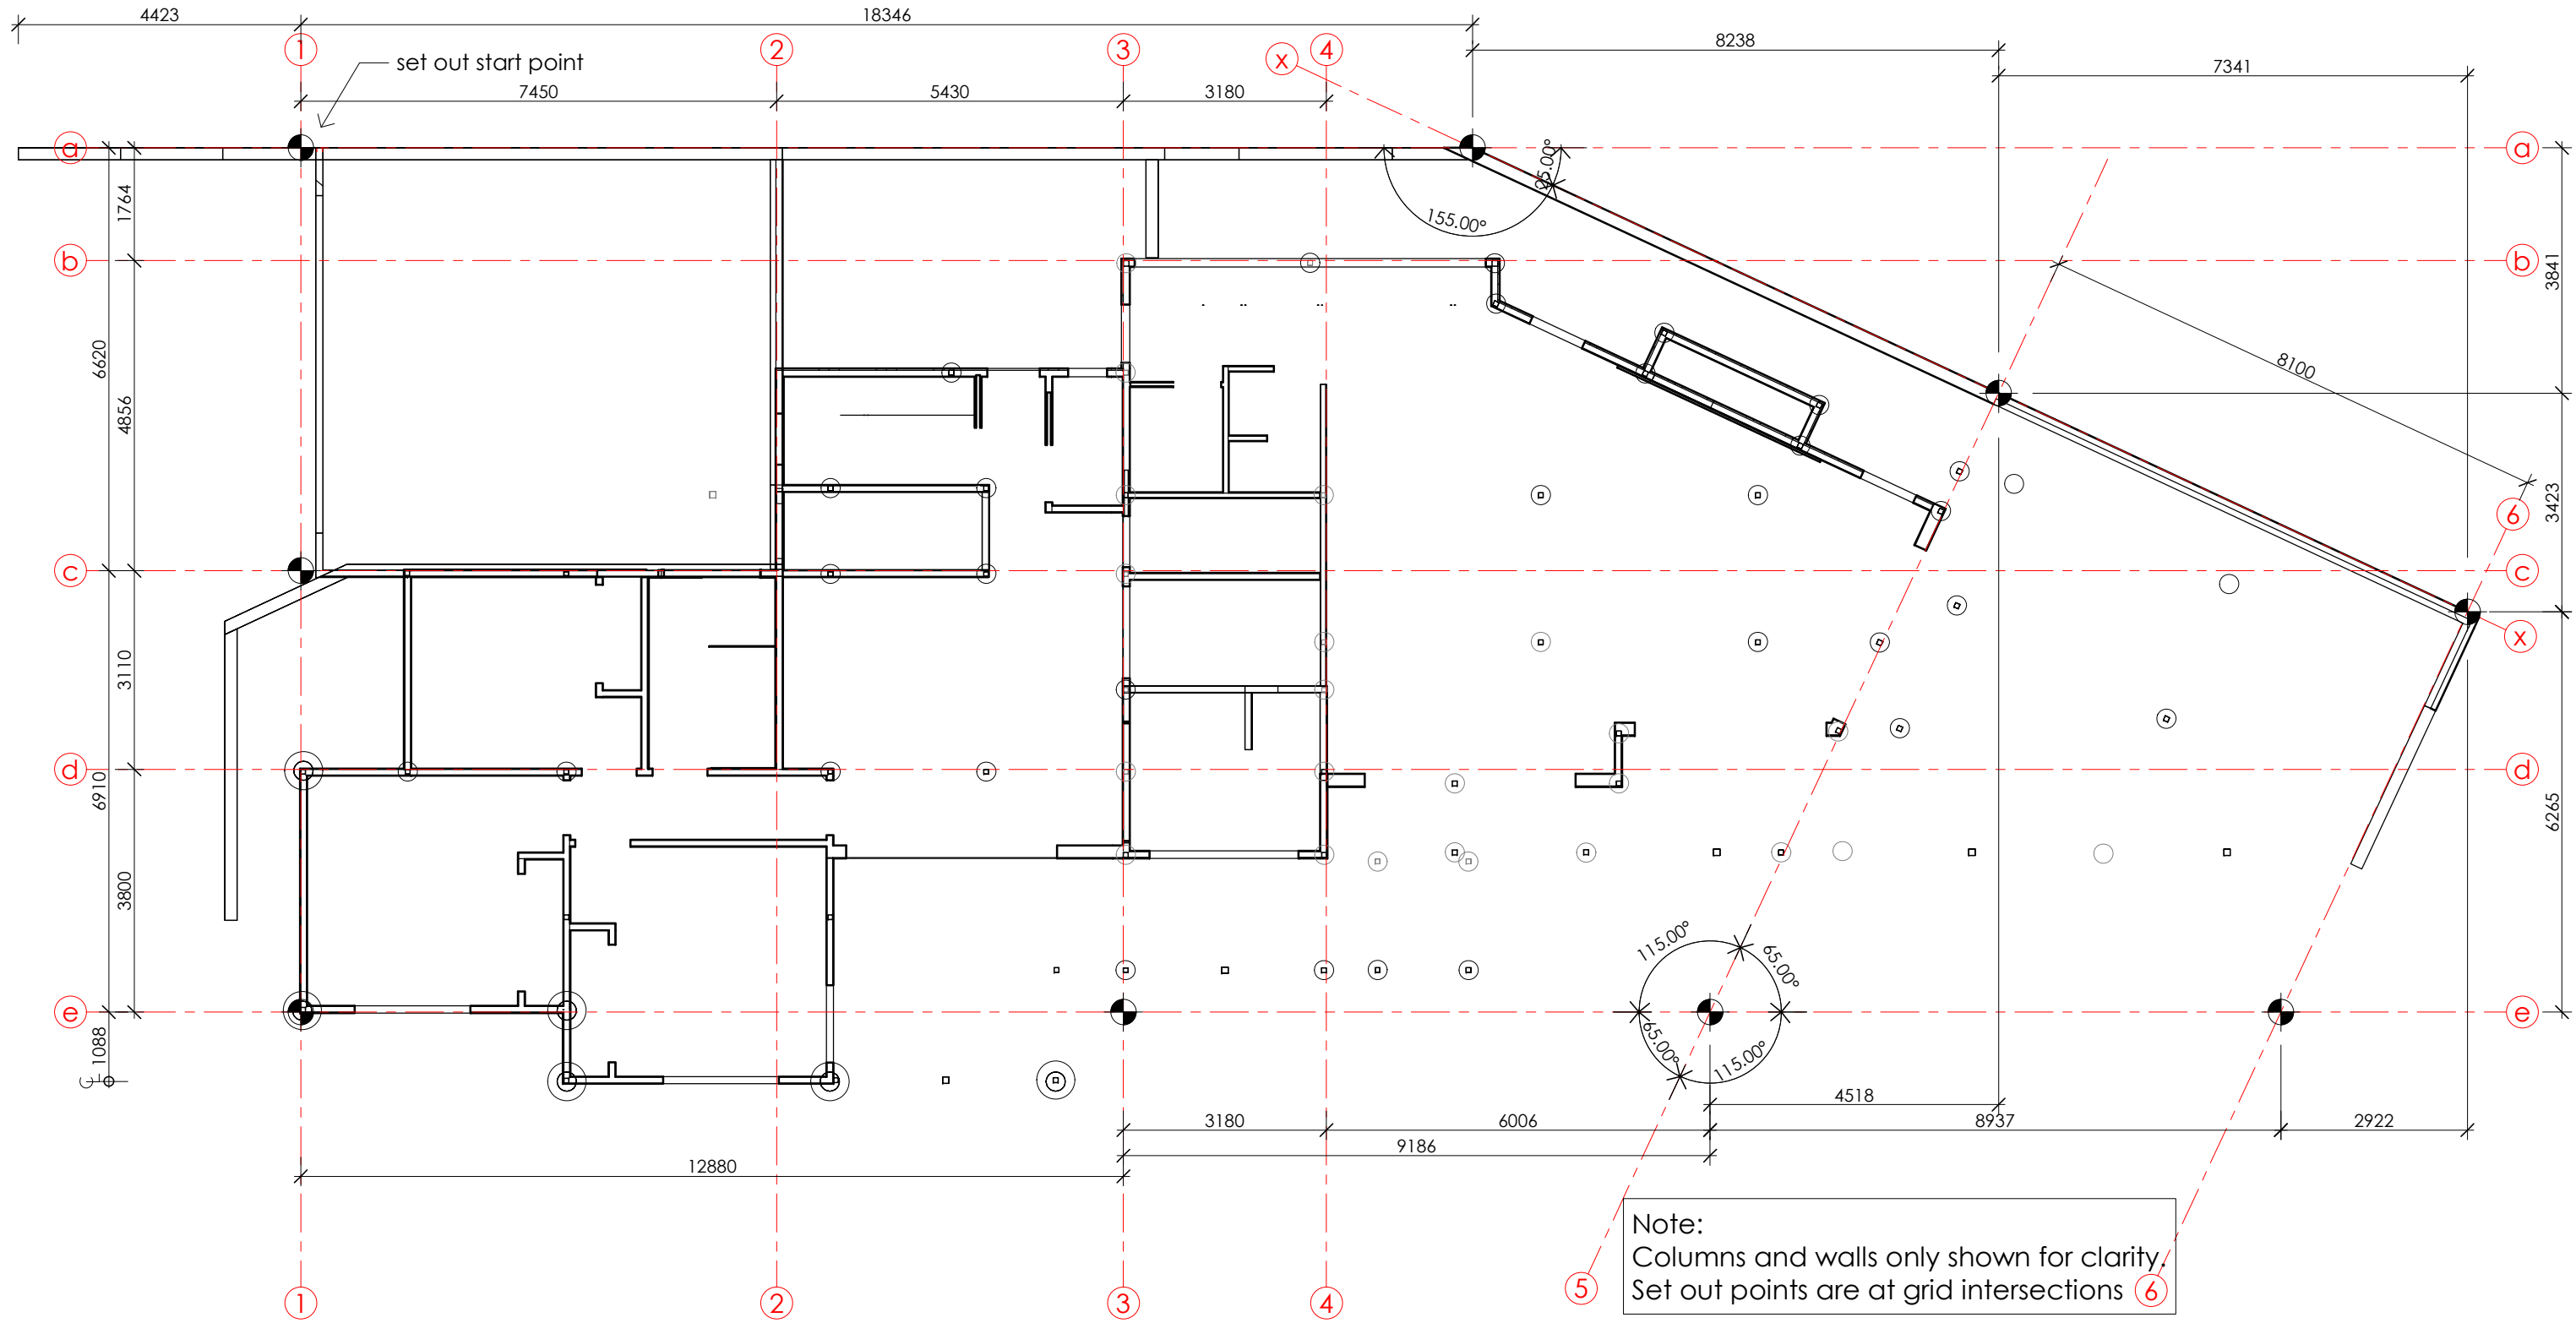 4423
18346
8238
7341
1
2
3
4
x
set out start point
7450
5430
3180
a
a
25.00°
155.00°
1764
b
b
3841
6620
4856
8100
3423
6
c
c
x
3110
d
d
6910
6265
3800
115.00°
65.00°
e
e
65.00°
115.00°
1088
CL
4518
3180
6006
8937
2922
9186
12880
Note:
Columns and walls only shown for clarity.
Set out points are at grid intersections
1
2
3
4
5
6